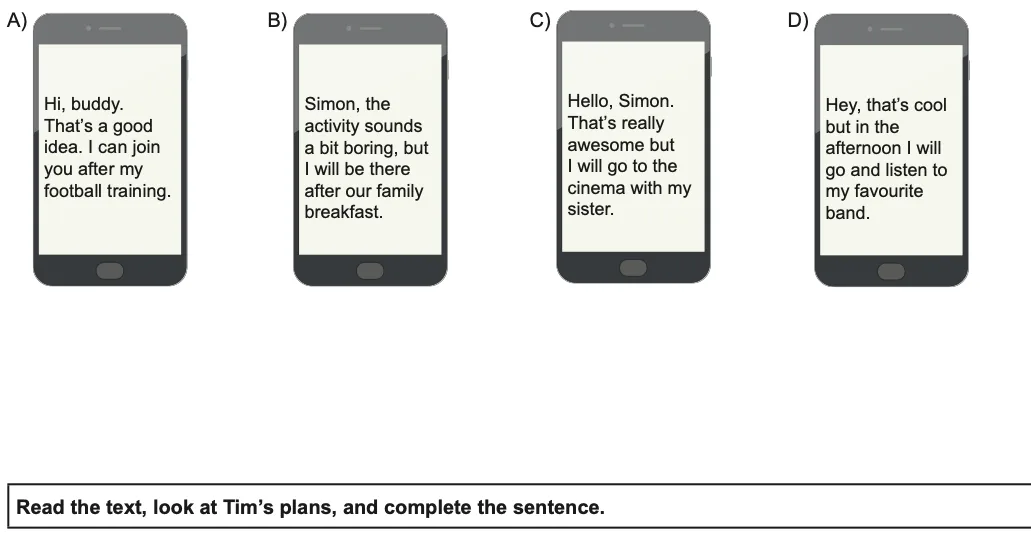 A)
Hi, buddy.
That’s a good
idea. I can join
you after my
football training.
B)
Simon, the
activity sounds
a bit boring, but
I will be there
after our family
breakfast.
C)
Hello, Simon.
That’s really
awesome but
I will go to the
cinema with my
sister.
D)
Hey, that’s cool
but in the
afternoon I will
go and listen to
my favourite
band.
Read the text, look at Tim’s plans, and complete the sentence.